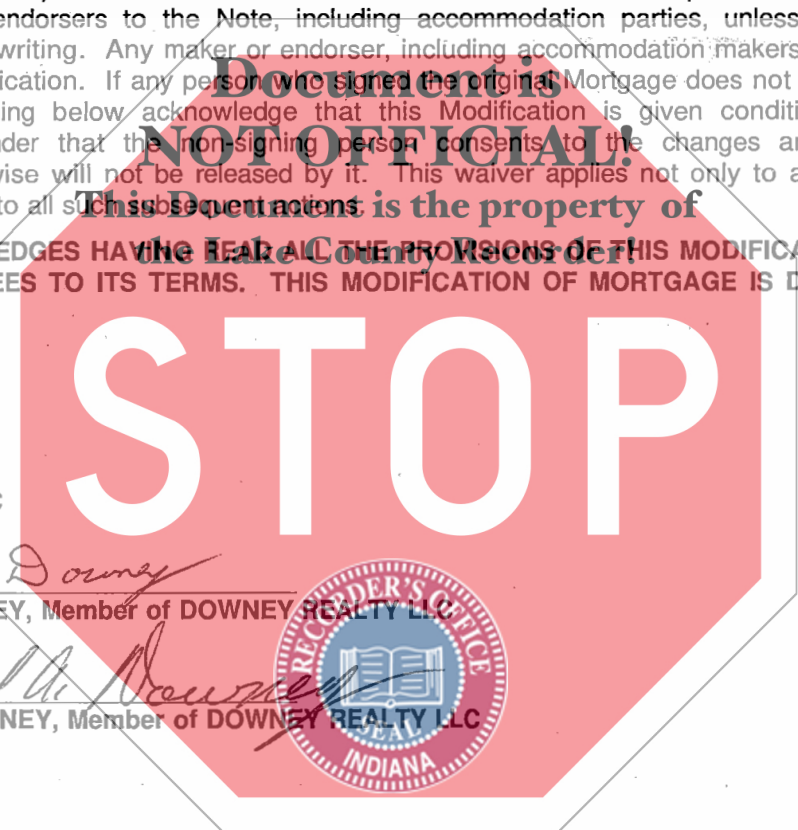 endorsers to the Note, including accommodation parties, unless
writing. Any maker or endorser, including accommodation makers
ication. If any person who signed the original Mortgage does not
Document is
ing below acknowledge that this Modification is given conditi
NOT OFFICIAL!
der that the non-signing person consents to the changes an
vise will not be released by it. This waiver applies not only to a
to all such subsequent actions.
This Document is the property of
EDGES HAVING READ ALL THE PROVISIONS OF THIS MODIFICA
the Lake County Recorder!
EES TO ITS TERMS. THIS MODIFICATION OF MORTGAGE IS D
STOP
Downey
EY, Member of DOWNEY REALTY LLC
M. Downey
NEY, Member of DOWNEY REALTY LLC
RECORDER'S OFFICE
SEAL
INDIANA